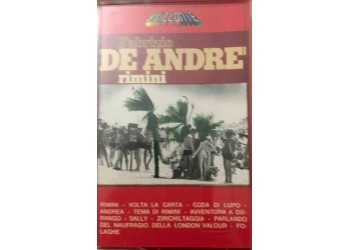 fabrizio
DE ANDRE'
rimini
RIMINI - VOLTA LA CARTA - CODA DI LUPO -
ANDREA - TEMA DI RIMINI - AVVENTURA A DU-
RANGO - SALLY - ZIRICHILTAGGIA - PARLANDO
DEL NAUFRAGIO DELLA LONDON VALOUR - FO-
LAGHE